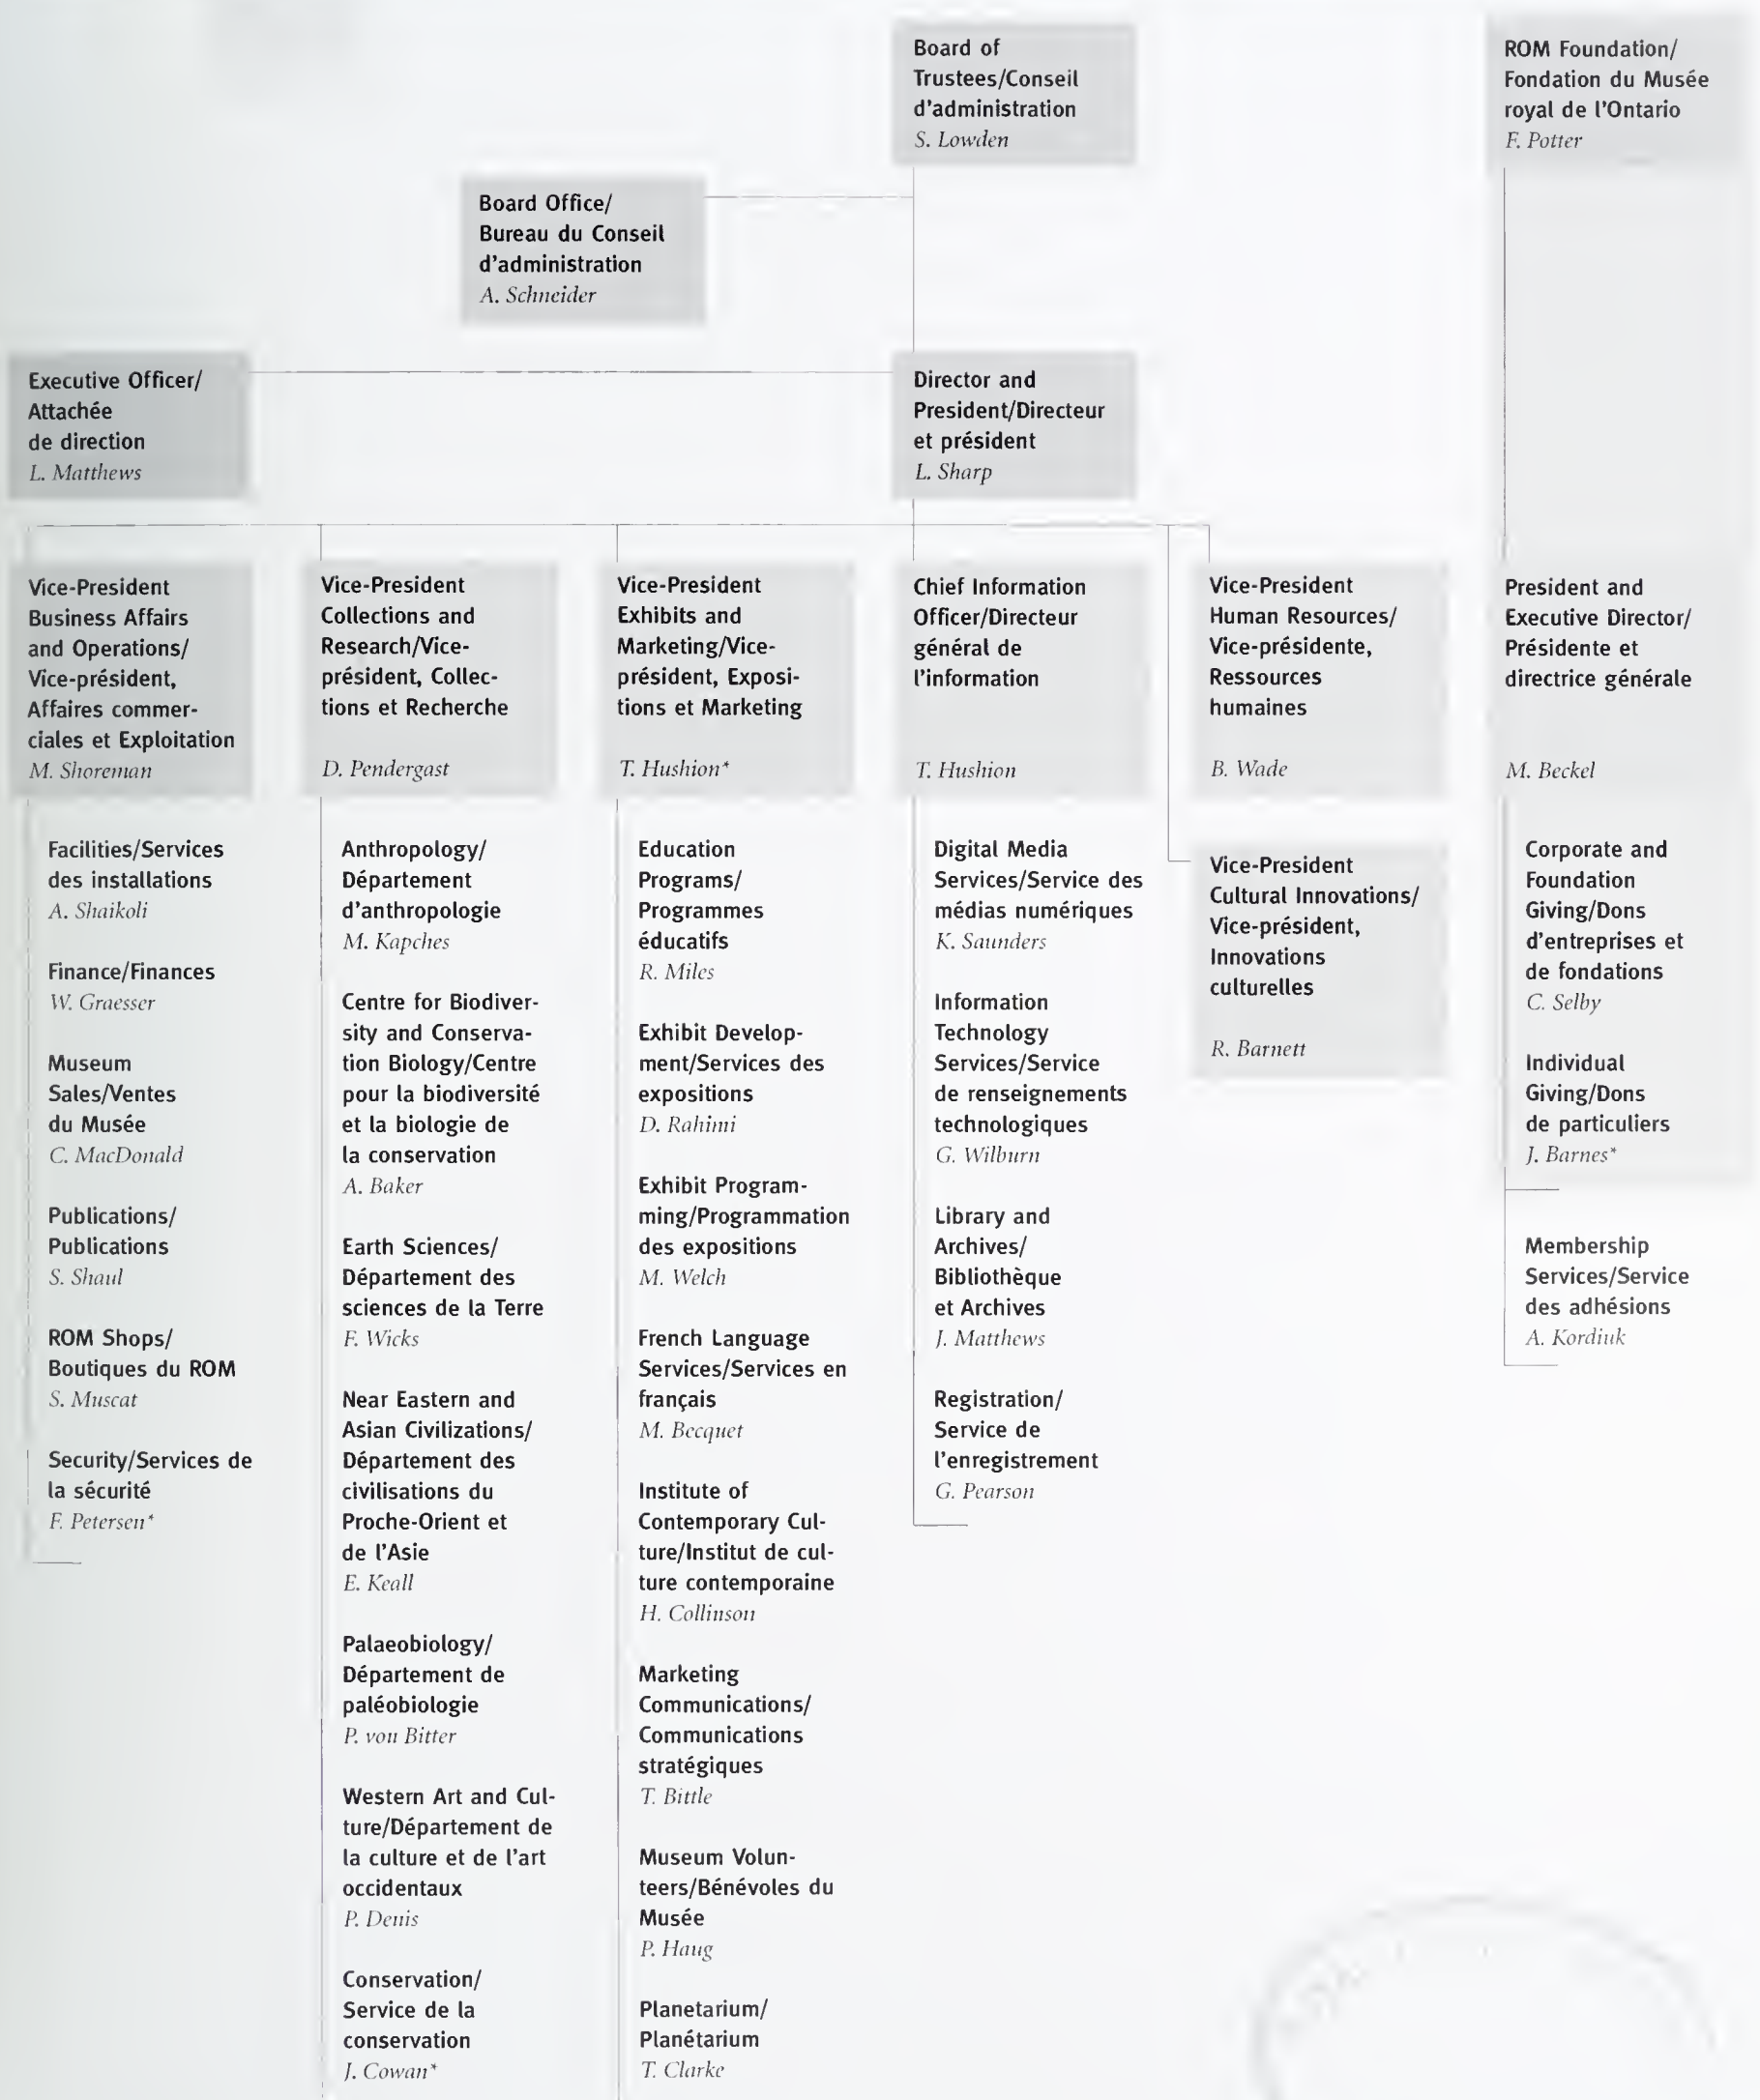 Board of
Trustees/Conseil
d'administration
S. Lowden
ROM Foundation/
Fondation du Musée
royal de l'Ontario
F. Potter
Board Office/
Bureau du Conseil
d'administration
A. Schneider
Executive Officer/
Attachée
de direction
L. Matthews
Director and
President/Directeur
et président
L. Sharp
Vice-President
Business Affairs
and Operations/
Vice-président,
Affaires commer-
ciales et Exploitation
M. Shoreman
Facilities/Services
des installations
A. Shaikoli
Finance/Finances
W. Graesser
Museum
Sales/Ventes
du Musée
C. MacDonald
Publications/
Publications
S. Shaul
ROM Shops/
Boutiques du ROM
S. Muscat
Security/Services de
la sécurité
F. Petersen*
Vice-President
Collections and
Research/Vice-
président, Collec-
tions et Recherche
D. Pendergast
Anthropology/
Département
d'anthropologie
M. Kapches
Centre for Biodiver-
sity and Conserva-
tion Biology/Centre
pour la biodiversité
et la biologie de
la conservation
A. Baker
Earth Sciences/
Département des
sciences de la Terre
F. Wicks
Near Eastern and
Asian Civilizations/
Département des
civilisations du
Proche-Orient et
de l'Asie
E. Keall
Palaeobiology/
Département de
paléobiologie
P. von Bitter
Western Art and Cul-
ture/Département de
la culture et de l'art
occidentaux
P. Denis
Conservation/
Service de la
conservation
J. Cowan*
Vice-President
Exhibits and
Marketing/Vice-
président, Exposi-
tions et Marketing
T. Hushion*
Education
Programs/
Programmes
éducatifs
R. Miles
Exhibit Develop-
ment/Services des
expositions
D. Rahimi
Exhibit Program-
ming/Programmation
des expositions
M. Welch
French Language
Services/Services en
français
M. Becquet
Institute of
Contemporary Cul-
ture/Institut de cul-
ture contemporaine
H. Collinson
Marketing
Communications/
Communications
stratégiques
T. Bittle
Museum Volun-
teers/Bénévoles du
Musée
P. Haug
Planetarium/
Planétarium
T. Clarke
Chief Information
Officer/Directeur
général de
l'information
T. Hushion
Digital Media
Services/Service des
médias numériques
K. Saunders
Information
Technology
Services/Service
de renseignements
technologiques
G. Wilburn
Library and
Archives/
Bibliothèque
et Archives
J. Matthews
Registration/
Service de
l'enregistrement
G. Pearson
Vice-President
Human Resources/
Vice-présidente,
Ressources
humaines
B. Wade
Vice-President
Cultural Innovations/
Vice-président,
Innovations
culturelles
R. Barnett
President and
Executive Director/
Présidente et
directrice générale
M. Beckel
Corporate and
Foundation
Giving/Dons
d'entreprises et
de fondations
C. Selby
Individual
Giving/Dons
de particuliers
J. Barnes*
Membership
Services/Service
des adhésions
A. Kordiuk